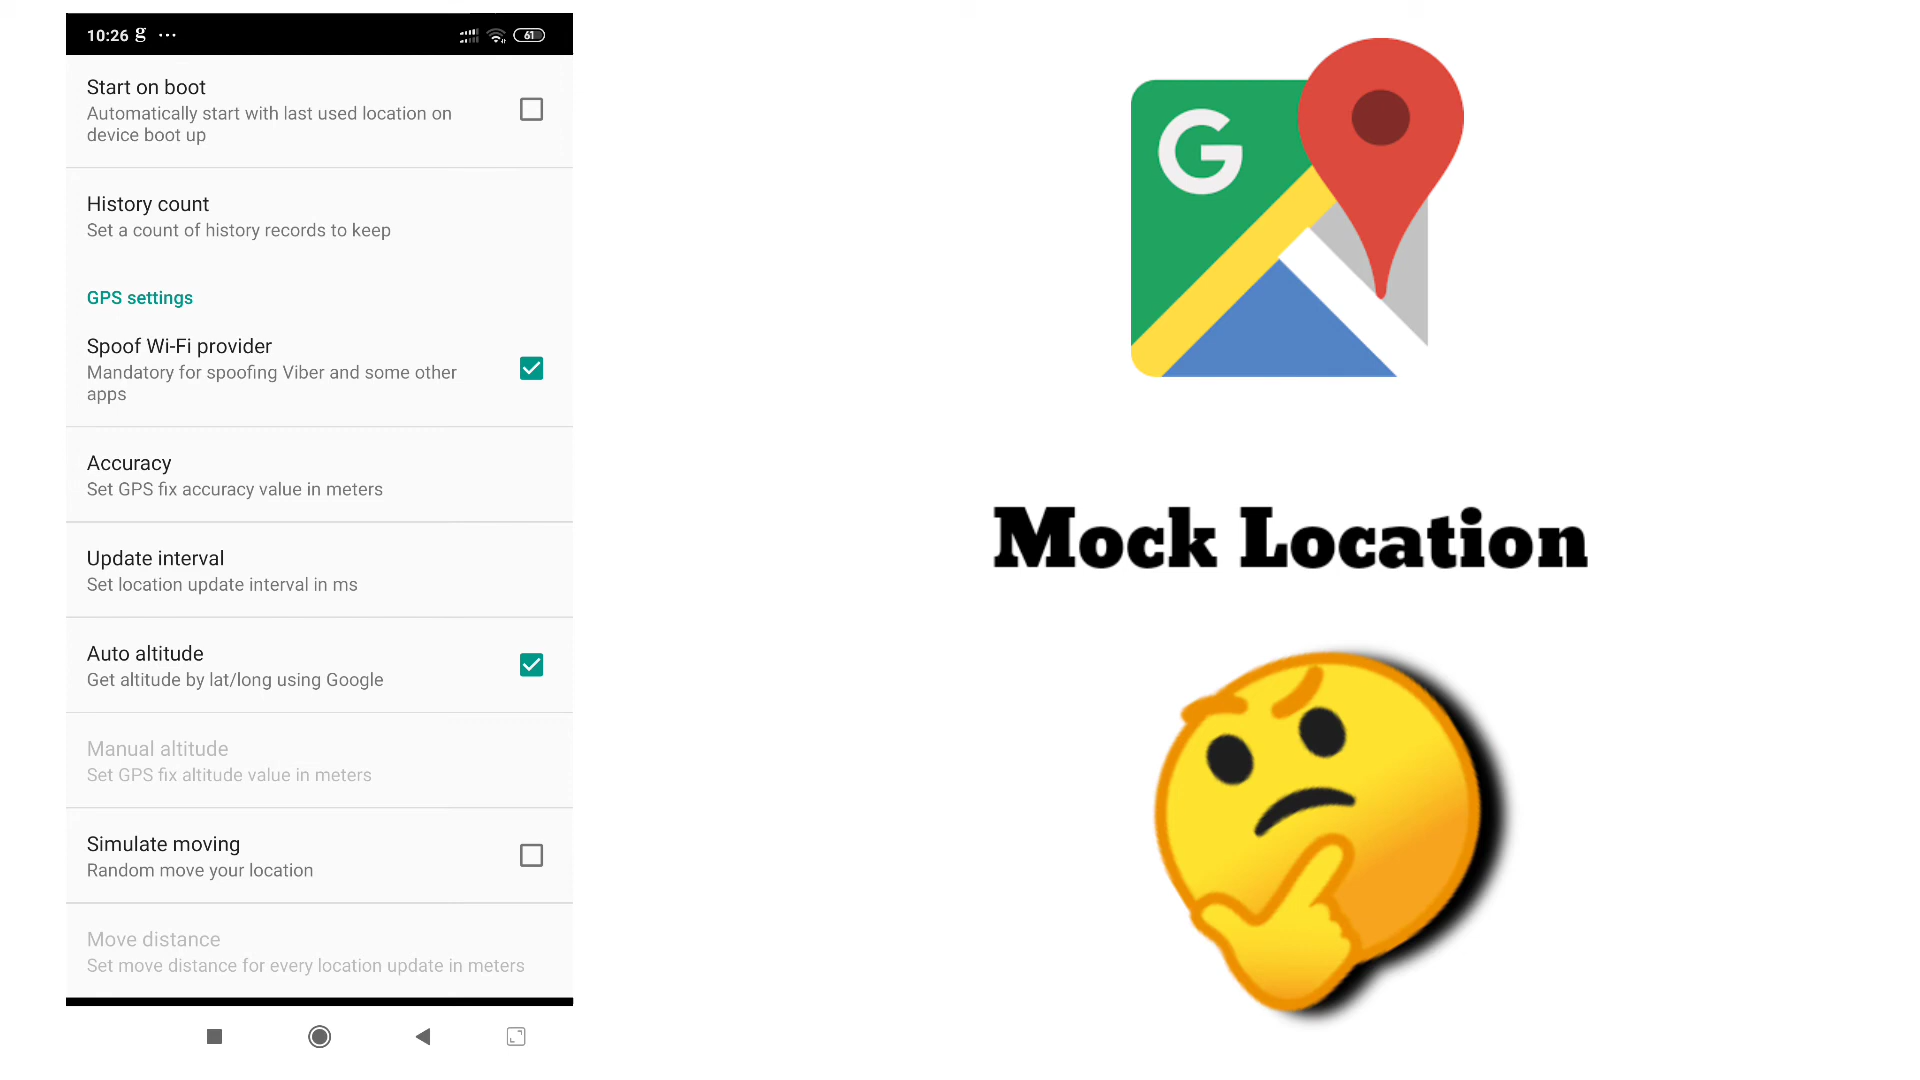 10:26 g ...
61
Start on boot
Automatically start with last used location on
device boot up
History count
Set a count of history records to keep
GPS settings
Spoof Wi-Fi provider
Mandatory for spoofing Viber and some other
apps
Accuracy
Set GPS fix accuracy value in meters
Update interval
Set location update interval in ms
Auto altitude
Get altitude by lat/long using Google
Manual altitude
Set GPS fix altitude value in meters
Simulate moving
Random move your location
Move distance
Set move distance for every location update in meters
G
Mock Location